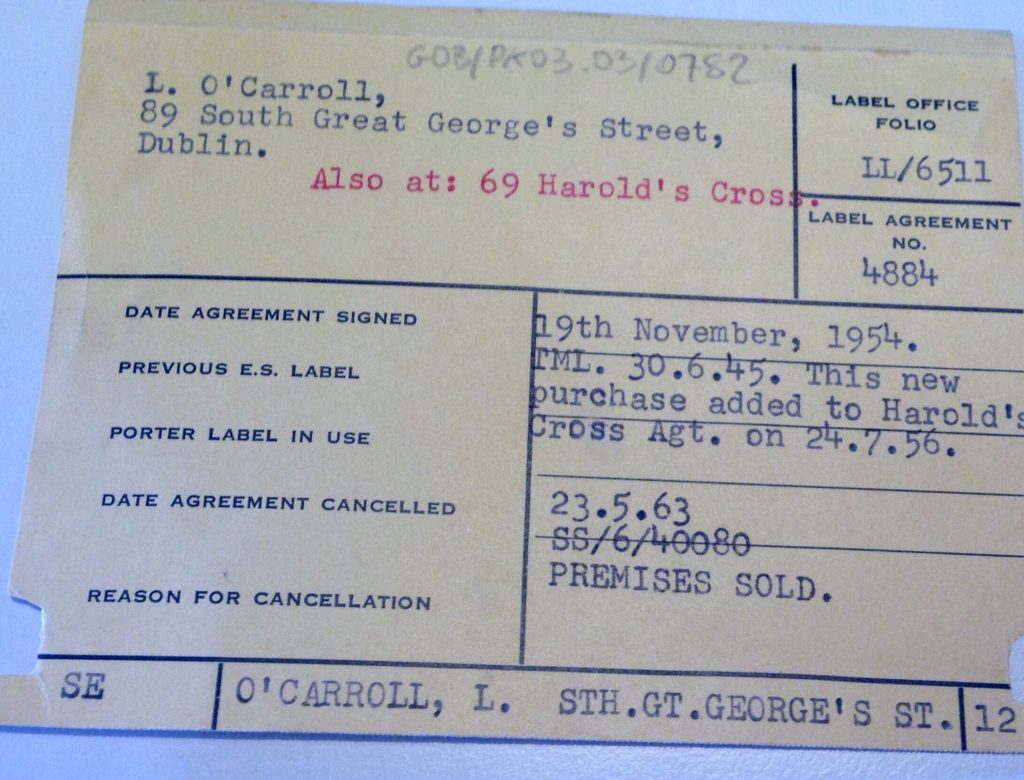 GDB/PK03.03/0782
L. O'Carroll,
89 South Great George's Street,
Dublin.
Also at: 69 Harold's Cross.
LABEL OFFICE
FOLIO
LL/6511
LABEL AGREEMENT
NO.
4884
DATE AGREEMENT SIGNED
19th November, 1954.
PREVIOUS E.S. LABEL
TML. 30.6.45. This new
purchase added to Harold's
PORTER LABEL IN USE
Cross Agt. on 24.7.56.
DATE AGREEMENT CANCELLED
23.5.63
SS/6/40080
REASON FOR CANCELLATION
PREMISES SOLD.
SE
O'CARROLL, L. STH.GT.GEORGE'S ST.
12